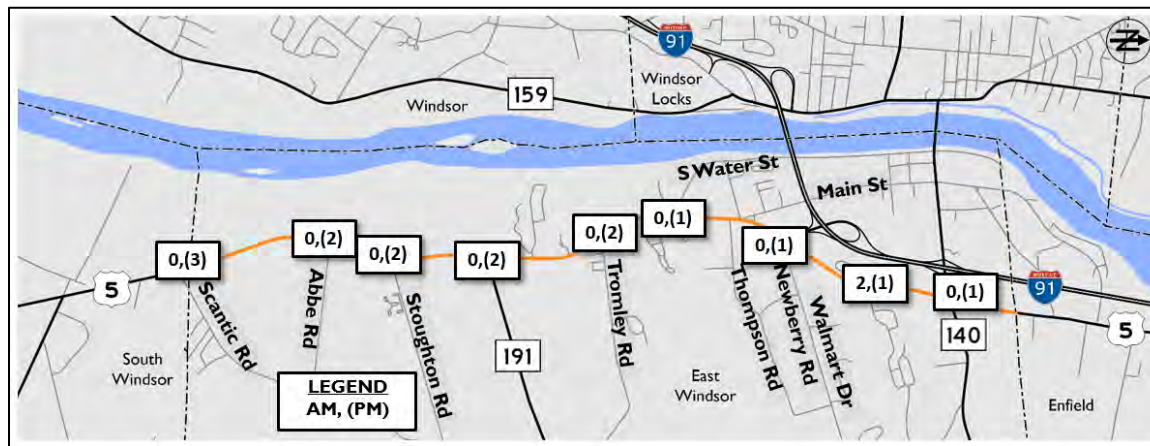 INTERSTATE
91
Windsor
159
Windsor
Locks
S Water St
Main St
0,(3)
0,(2)
0,(2)
0,(2)
0,(2)
0,(1)
0,(1)
2,(1)
0,(1)
5
Scantic Rd
Abbe Rd
Stoughton Rd
191
Tromley Rd
Thompson Rd
Newberry Rd
Walmart Dr
140
INTERSTATE
91
5
South
Windsor
LEGEND
AM, (PM)
East
Windsor
Enfield